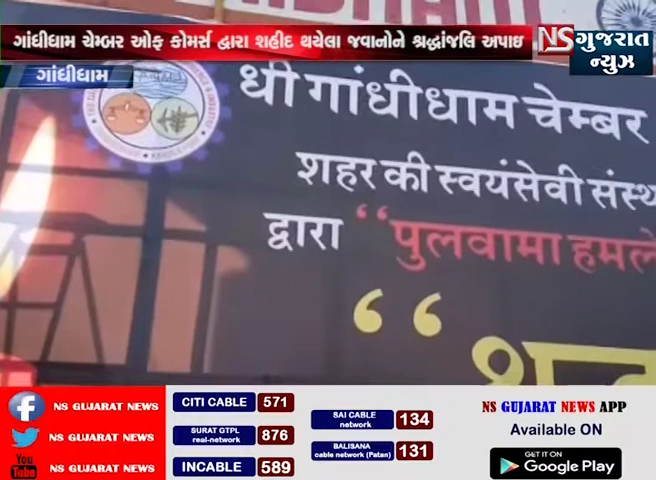 ગાંધીધામ ચેમ્બર ઓફ કોમર્સ દ્વારા શહીદ થયેલા જવાનોને શ્રદ્ધાંજલિ અપાઇ
NS ગુજરાત
ન્યુઝ
ગાંધીધામ
धी गांधीधाम चेम्बर
शहर की स्वयंसेवी संस्थ
द्वारा “पुलवामा हमले
“
NS GUJARAT NEWS
NS GUJARAT NEWS
You Tube NS GUJARAT NEWS
CITI CABLE 571
SURAT GTPL real-network 876
INCABLE 589
SAI CABLE network 134
BALISANA cable network (Patan) 131
NS GUJARAT NEWS APP
Available ON
GET IT ON
Google Play